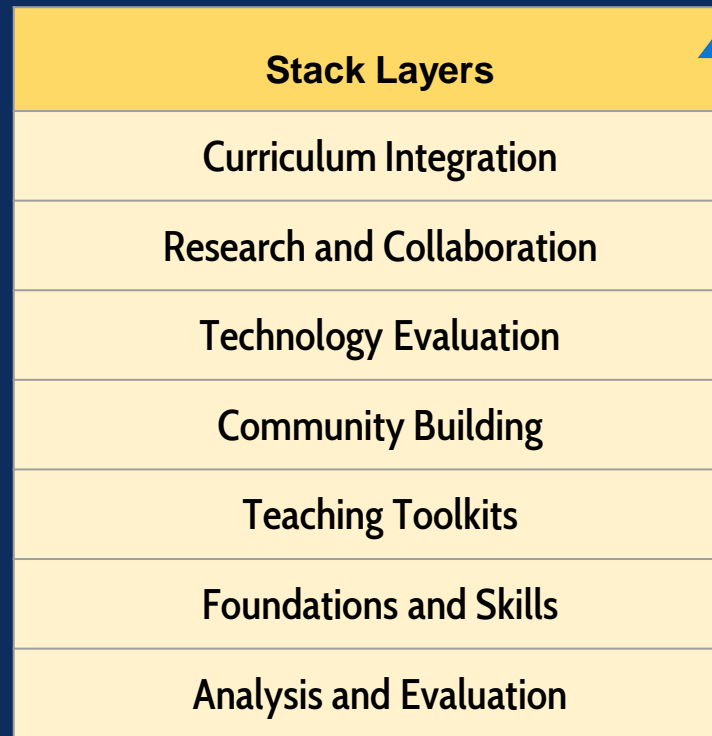 Stack Layers
Curriculum Integration
Research and Collaboration
Technology Evaluation
Community Building
Teaching Toolkits
Foundations and Skills
Analysis and Evaluation